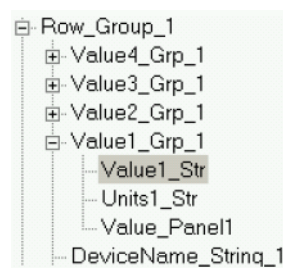 Row_Group_1
Value4_Grp_1
Value3_Grp_1
Value2_Grp_1
Value1_Grp_1
Value1_Str
Units1_Str
Value_Panel1
DeviceName_String_1